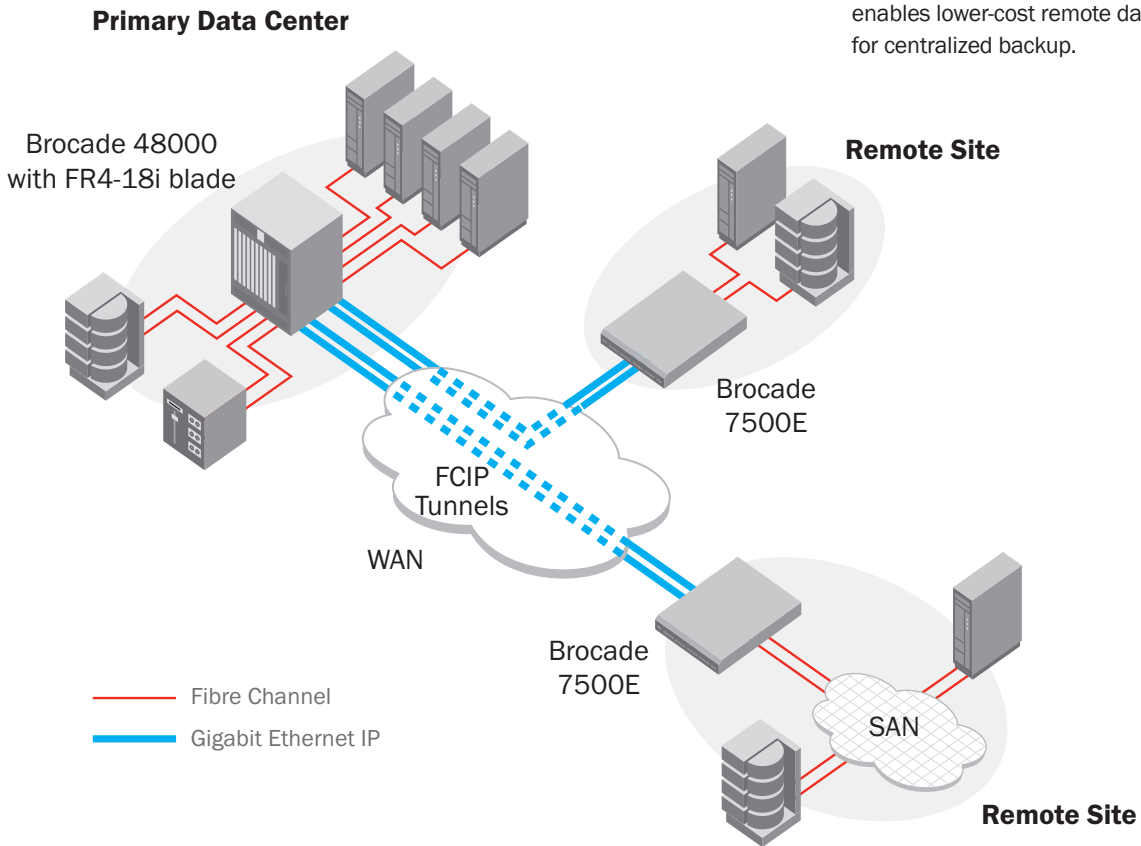 Primary Data Center
enables lower-cost remote da
for centralized backup.
Brocade 48000
with FR4-18i blade
Remote Site
Brocade
7500E
FCIP
Tunnels
WAN
Brocade
7500E
SAN
Fibre Channel
Gigabit Ethernet IP
Remote Site